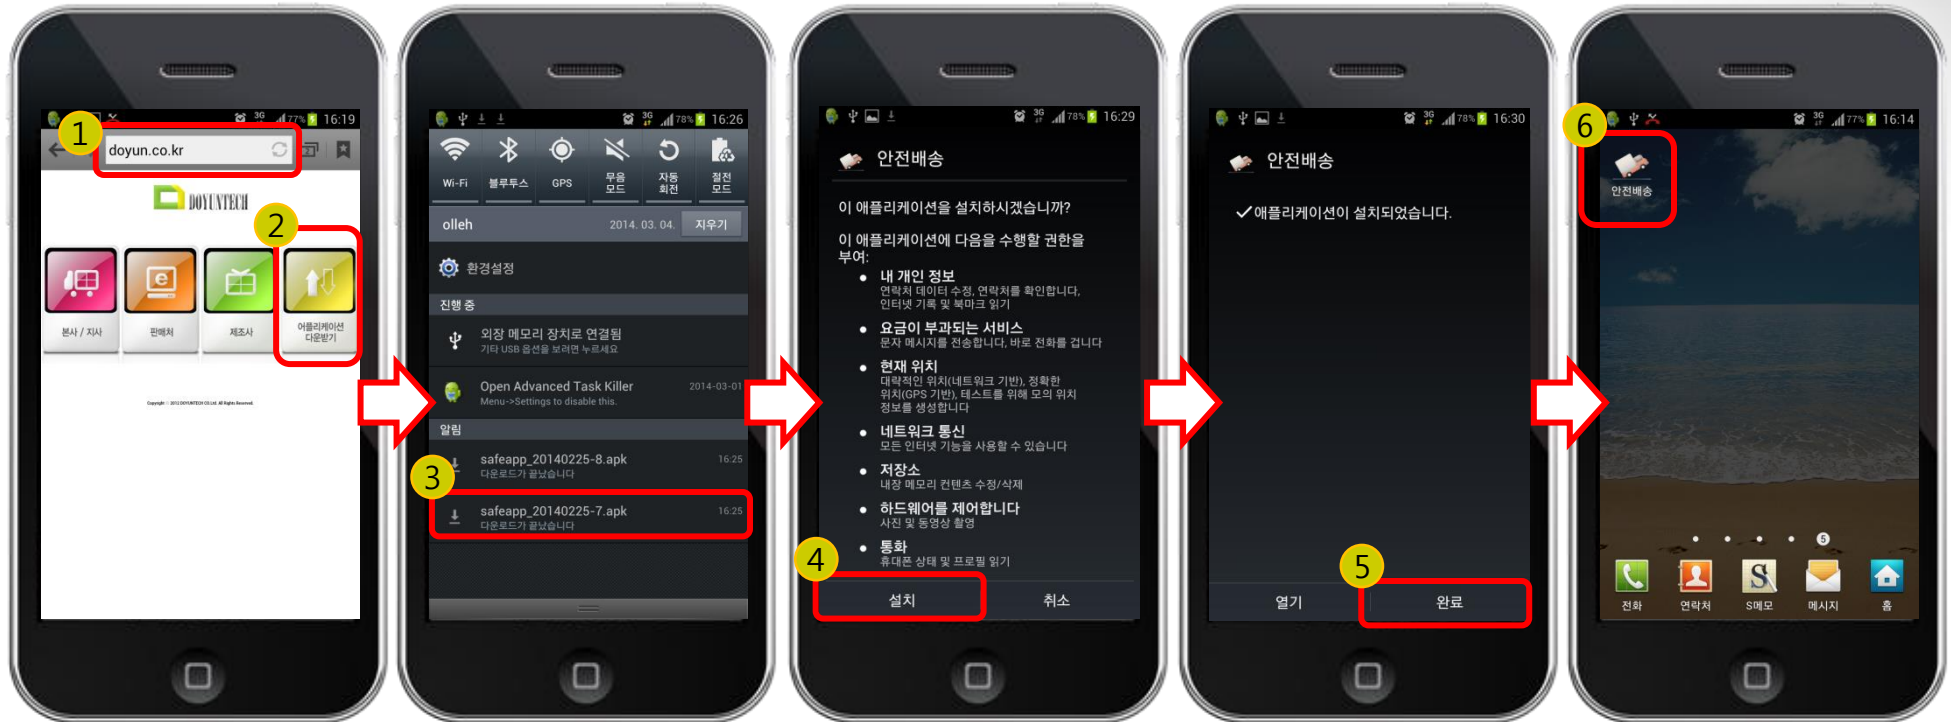 1
3G 77% 16:19
doyun.co.kr
DOYUNTECH
2
본사 / 지사
판매처
제조사
어플리케이션
다운받기
Copyright © 2012 DOYUNTECH CO.Ltd. All Rights Reserved.
3G 78% 16:26
Wi-Fi
블루투스
GPS
무음
모드
자동
회전
절전
모드
olleh 2014. 03. 04. 지우기
환경설정
진행 중
외장 메모리 장치로 연결됨
기타 USB 옵션을 보려면 누르세요
Open Advanced Task Killer 2014-03-01
Menu->Settings to disable this.
알림
safeapp_20140225-8.apk 16:25
다운로드가 끝났습니다
3
safeapp_20140225-7.apk 16:25
다운로드가 끝났습니다
3G 78% 16:29
안전배송
이 애플리케이션을 설치하시겠습니까?
이 애플리케이션에 다음을 수행할 권한을
부여:
● 내 개인 정보
연락처 데이터 수정, 연락처를 확인합니다,
인터넷 기록 및 북마크 읽기
● 요금이 부과되는 서비스
문자 메시지를 전송합니다, 바로 전화를 겁니다
● 현재 위치
대략적인 위치(네트워크 기반), 정확한
위치(GPS 기반), 테스트를 위해 모의 위치
정보를 생성합니다
● 네트워크 통신
모든 인터넷 기능을 사용할 수 있습니다
● 저장소
내장 메모리 컨텐츠 수정/삭제
● 하드웨어를 제어합니다
사진 및 동영상 촬영
● 통화
휴대폰 상태 및 프로필 읽기
4
설치 취소
3G 78% 16:30
안전배송
✓애플리케이션이 설치되었습니다.
5
열기 완료
6
3G 77% 16:14
안전배송
5
전화 연락처 S메모 메시지 홈